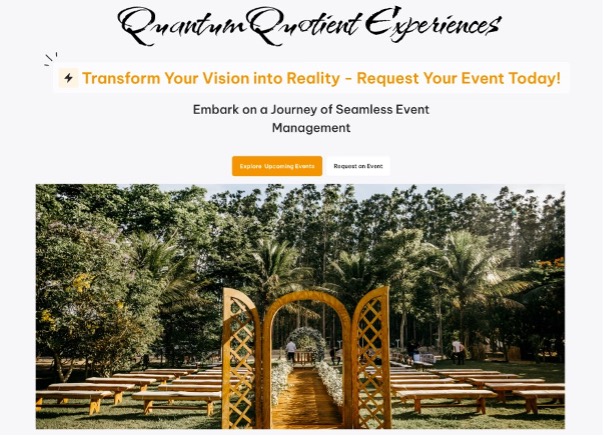 QuantumQuotient Experiences
Transform Your Vision into Reality - Request Your Event Today!
Embark on a Journey of Seamless Event
Management
Explore Upcoming Events
Request an Event